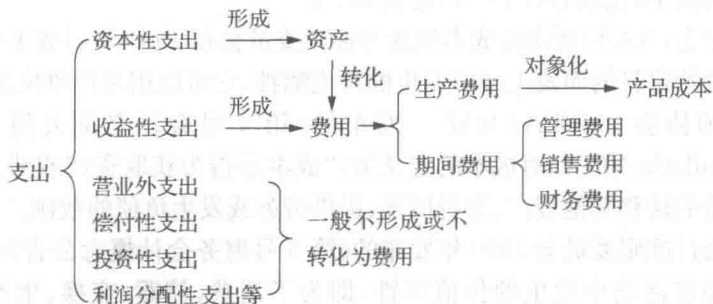 形成
对象化
资本性支出
资产
转化
生产费用
产品成本
形成
收益性支出
费用
管理费用
支出
期间费用
销售费用
营业外支出
财务费用
偿付性支出
一般不形成或不
投资性支出
转化为费用
利润分配性支出等